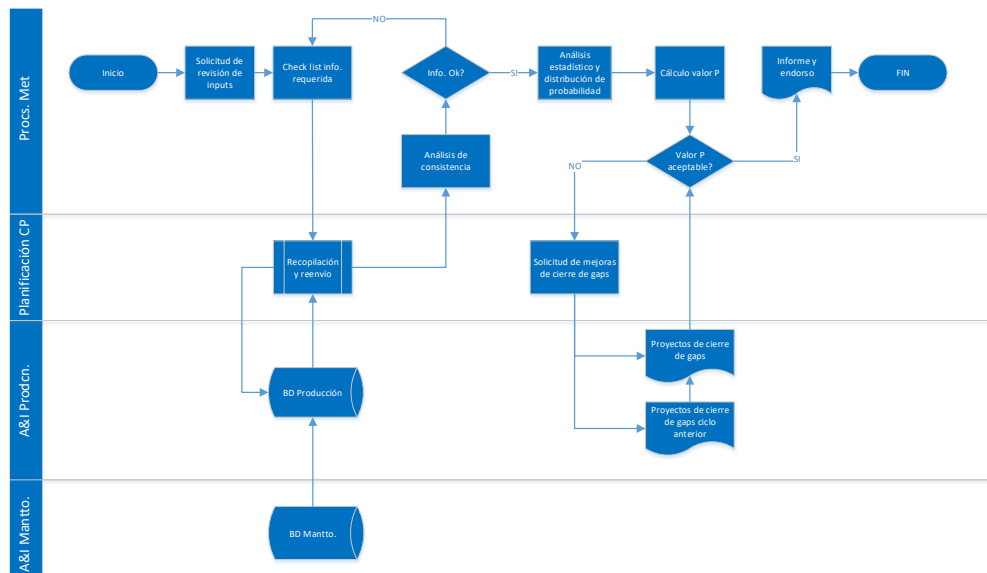 Procs. Met
Inicio
Solicitud de
revisión de
inputs
Check list info.
requerida
NO
Info. Ok?
SI
Análisis
estadístico y
distribución de
probabilidad
Cálculo valor P
Informe y
endorso
FIN
Análisis de
consistencia
Valor P
aceptable?
NO
SI
Planificación CP
Recopilación
y reenvío
Solicitud de mejoras
de cierre de gaps
A&I Prodcn.
BD Producción
Proyectos de cierre
de gaps
Proyectos de cierre
de gaps ciclo
anterior
A&I Mantto.
BD Mantto.